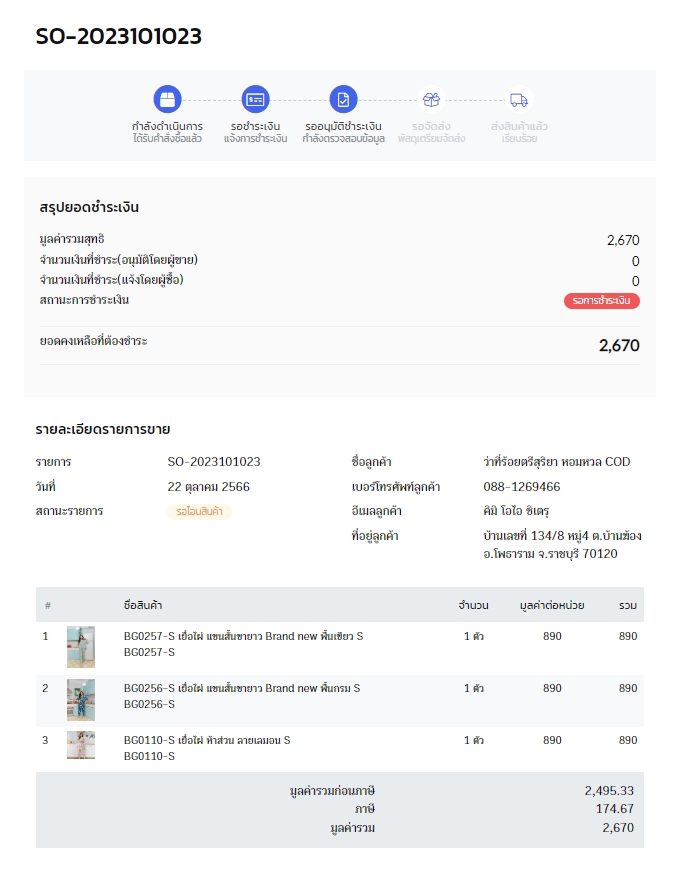 SO-2023101023
กำลังดำเนินการ รอชำระเงิน รออนุมัติชำระเงิน รอจัดส่ง ส่งสินค้าแล้ว
ได้รับคำสั่งซื้อแล้ว แจ้งการชำระเงิน กำลังตรวจสอบข้อมูล พัสดุเตรียมจัดส่ง เรียบร้อย
สรุปยอดชำระเงิน
มูลค่ารวมสุทธิ 2,670
จำนวนเงินที่ชำระ(อนุมัติโดยผู้ขาย) 0
จำนวนเงินที่ชำระ(แจ้งโดยผู้ซื้อ) 0
สถานะการชำระเงิน รอการชำระเงิน
ยอดคงเหลือที่ต้องชำระ 2,670
รายละเอียดรายการขาย
รายการ SO-2023101023 ชื่อลูกค้า ว่าที่ร้อยตรีสุริยา หอมหวล COD
วันที่ 22 ตุลาคม 2566 เบอร์โทรศัพท์ลูกค้า 088-1269466
สถานะรายการ รอโอนสินค้า อีเมลลูกค้า คิมิ โอไอ ชิเตรุ
ที่อยู่ลูกค้า บ้านเลขที่ 134/8 หมู่4 ต.บ้านฆ้อง
อ.โพธาราม จ.ราชบุรี 70120
# ชื่อสินค้า จำนวน มูลค่าต่อหน่วย รวม
1 BG0257-S เยื่อไผ่ แขนสั้นขายาว Brand new พื้นเขียว S 1 ตัว 890 890
BG0257-S
2 BG0256-S เยื่อไผ่ แขนสั้นขายาว Brand new พื้นกรม S 1 ตัว 890 890
BG0256-S
3 BG0110-S เยื่อไผ่ ห้าส่วน ลายเลมอน S 1 ตัว 890 890
BG0110-S
มูลค่ารวมก่อนภาษี 2,495.33
ภาษี 174.67
มูลค่ารวม 2,670